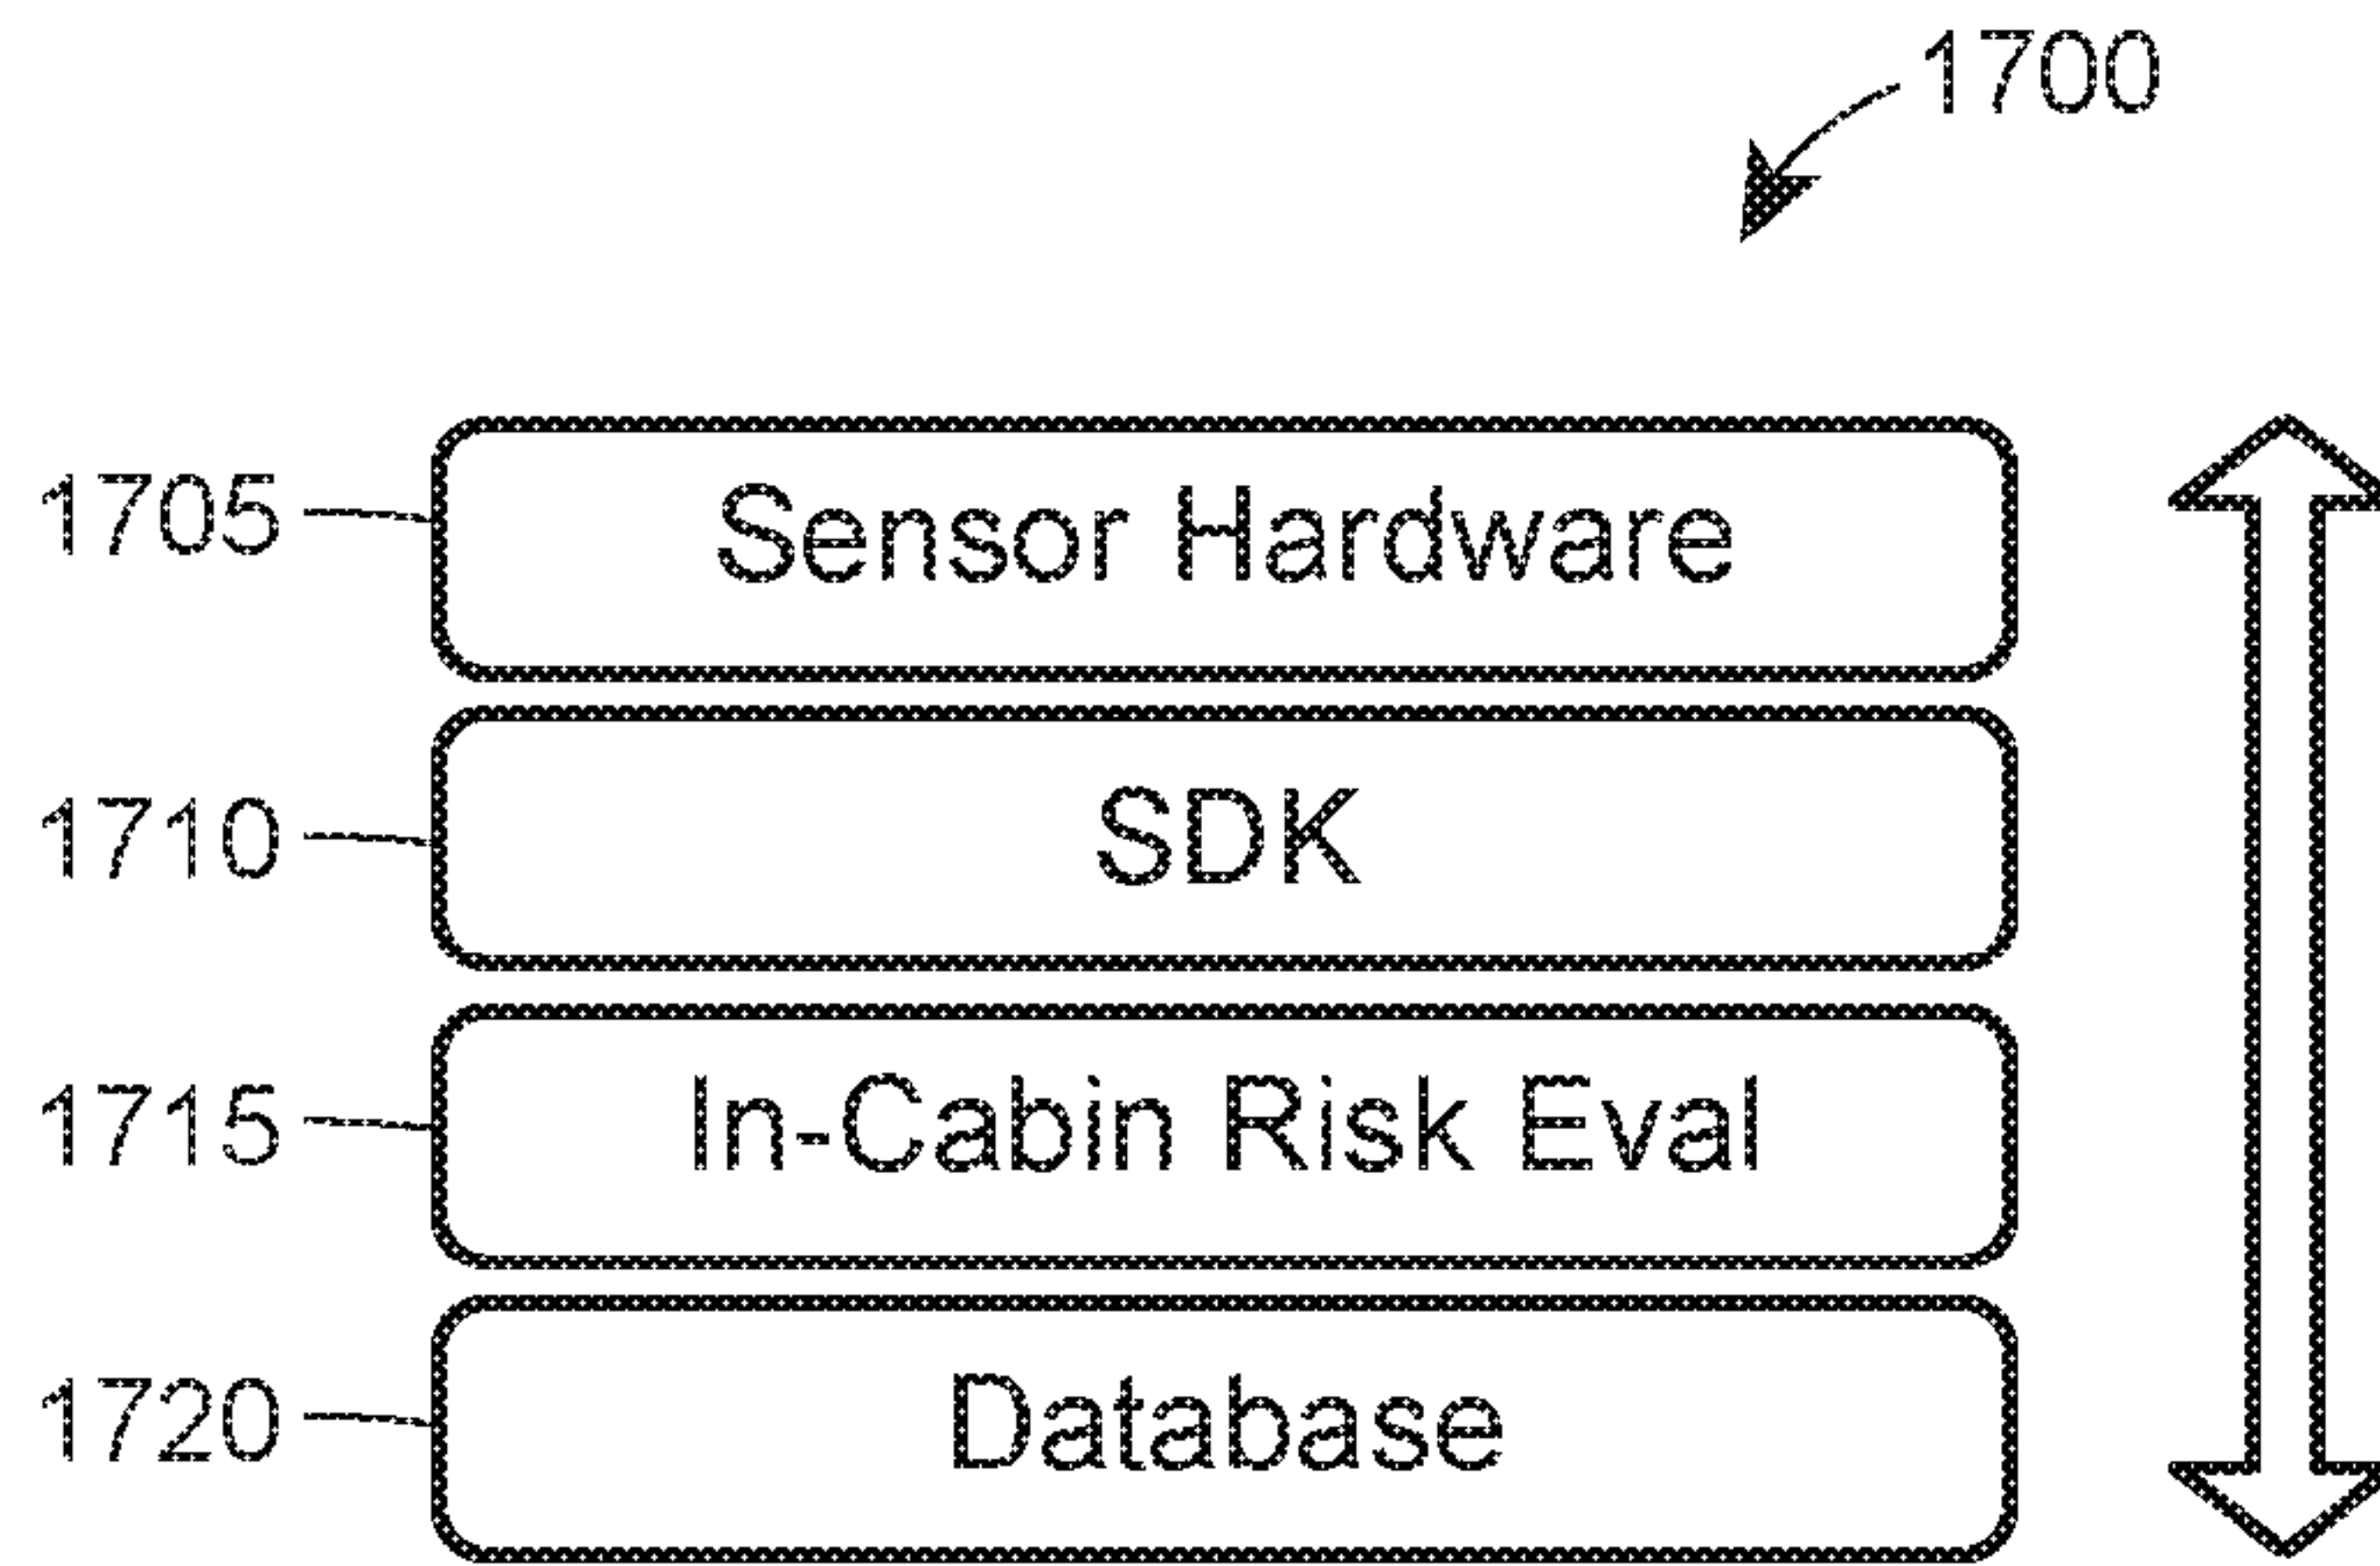 1700
1705 Sensor Hardware
1710 SDK
1715 In-Cabin Risk Eval
1720 Database